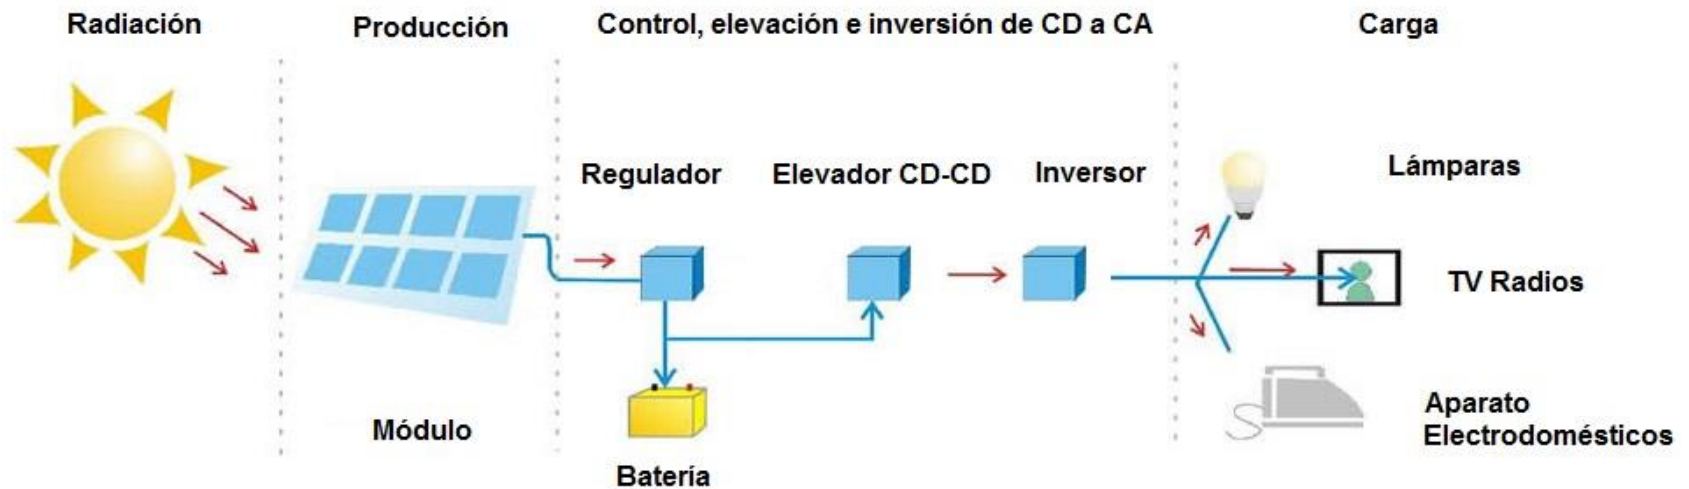 Radiación
Producción
Control, elevación e inversión de CD a CA
Carga
Regulador
Elevador CD-CD
Inversor
Lámparas
TV Radios
Módulo
Batería
Aparato
Electrodomésticos